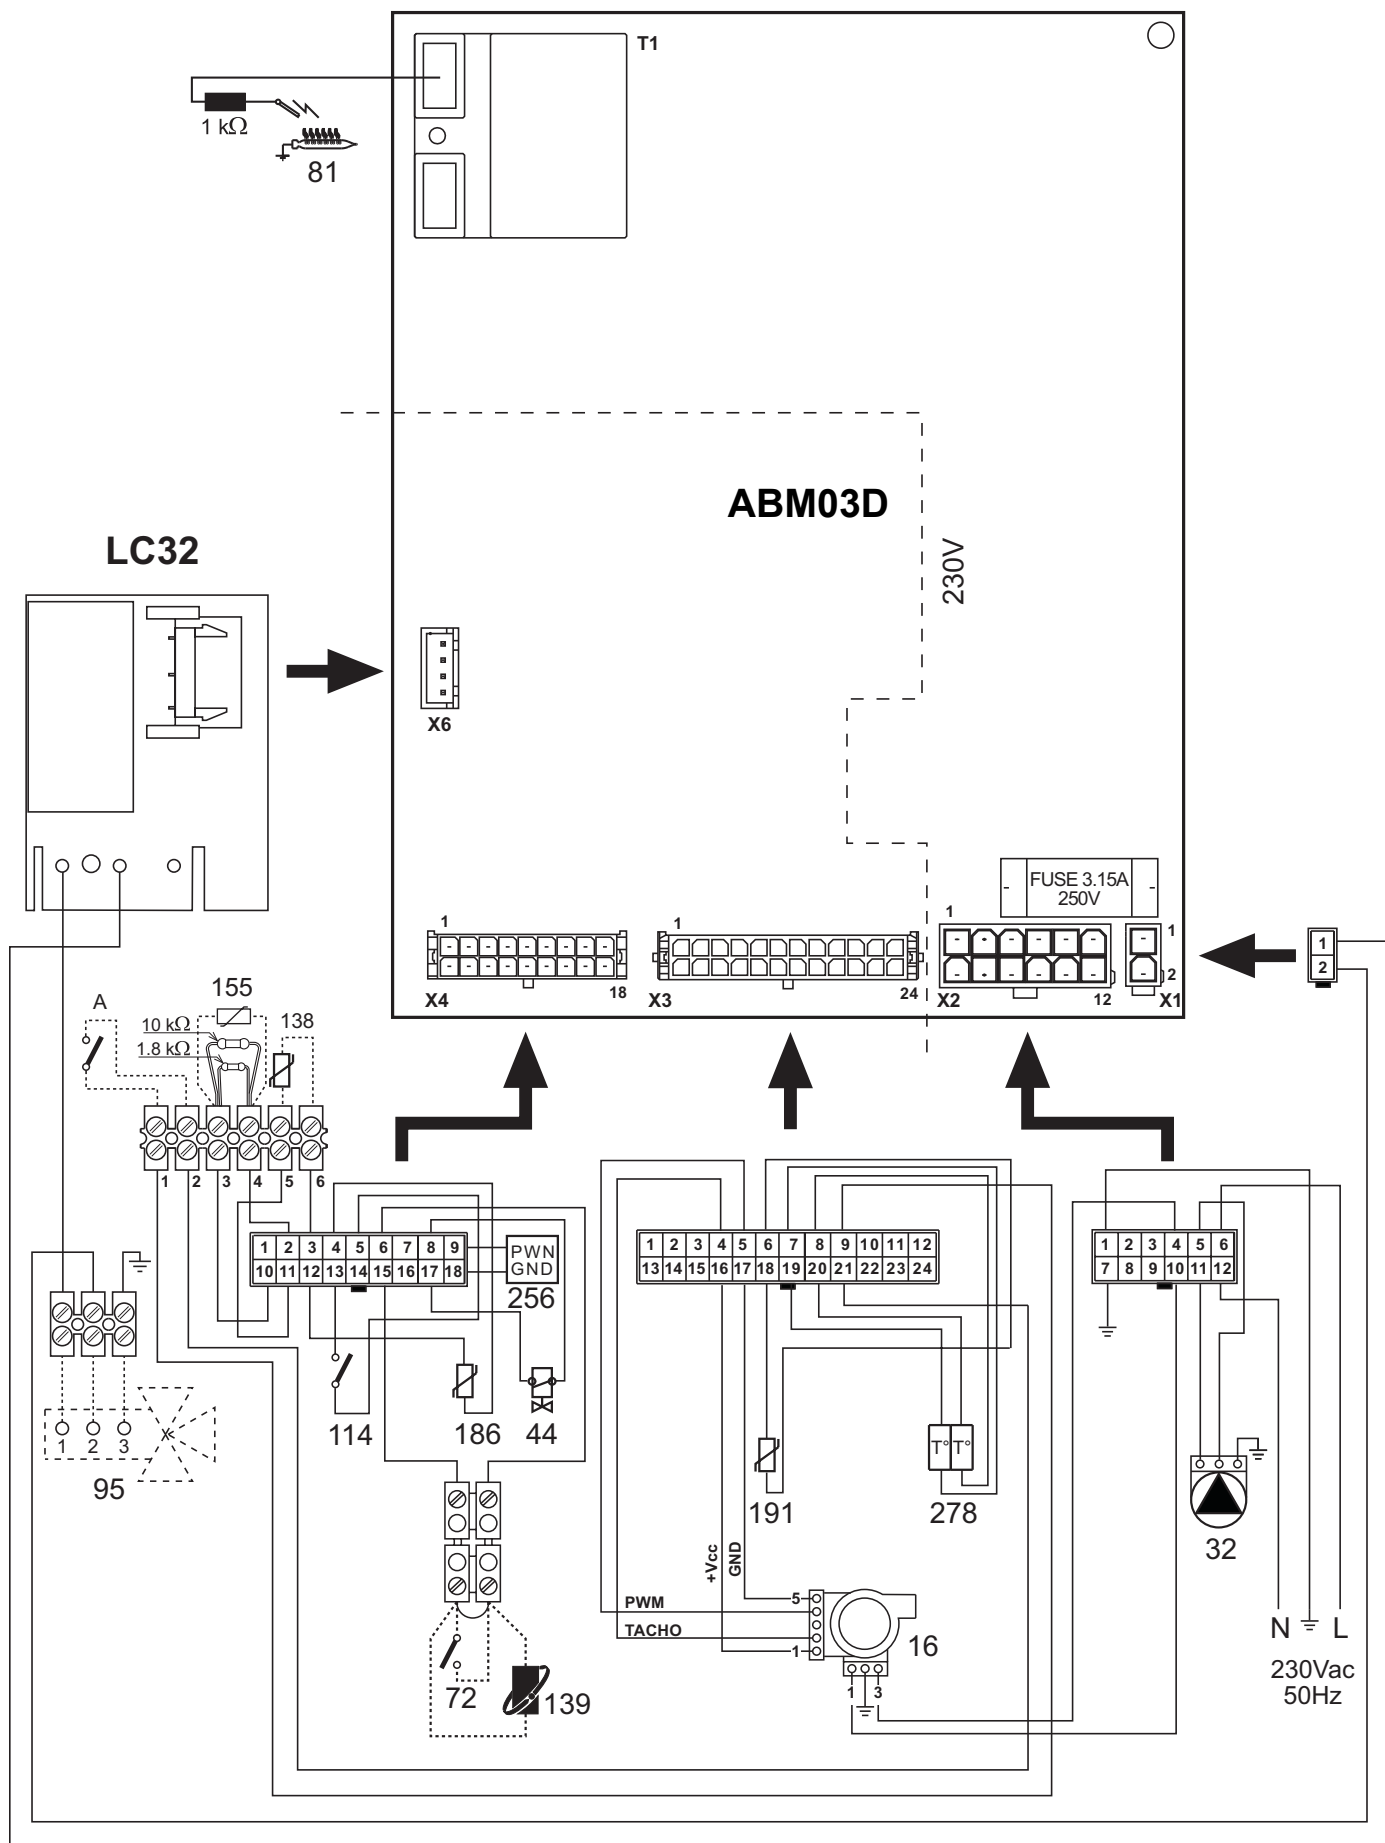 T1
1 kΩ
81
ABM03D
230V
LC32
X6
FUSE 3.15A
250V
1
1
1
1
X4
18
X3
24
X2
12
2
X1
1
2
A
155
10 kΩ
1.8 kΩ
138
1 2 3 4 5 6
1 2 3 4 5 6 7 8 9
10 11 12 13 14 15 16 17 18
PWN
GND
256
1 2 3 4 5 6 7 8 9 10 11 12
13 14 15 16 17 18 19 20 21 22 23 24
1 2 3 4 5 6
7 8 9 10 11 12
114
186
44
1 2 3
95
T° T°
191
278
32
+Vcc
GND
PWM
TACHO
5
1
16
1 3
72
139
N L
230Vac
50Hz